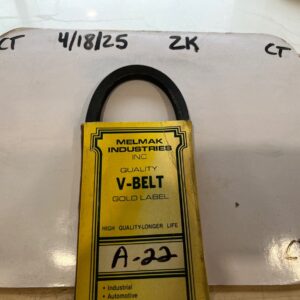 CT 4/18/25 ZK CT
MELMAK
INDUSTRIES
INC
QUALITY
V-BELT
GOLD LABEL
HIGH QUALITY-LONGER LIFE
A-22
• Industrial
• Automotive